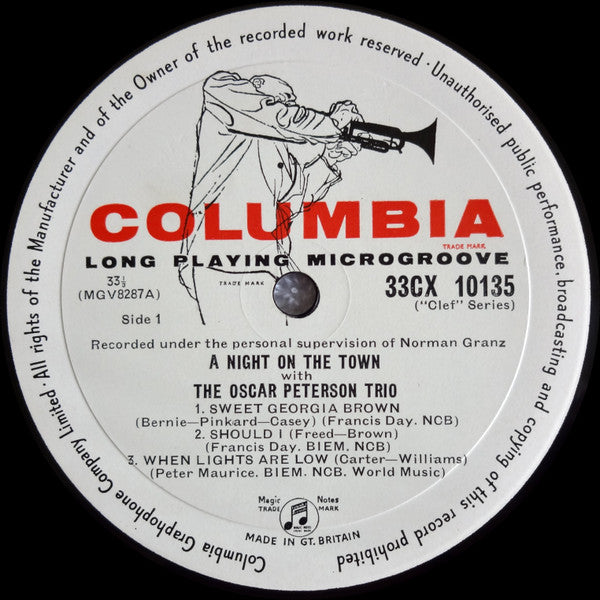 All rights of the Manufacturer and of the Owner of the recorded work reserved · Unauthorised public performance, broadcasting and copying of this record prohibited
COLUMBIA
TRADE MARK
LONG PLAYING MICROGROOVE
33⅓
(MGV8287A)
TRADE MARK
33CX 10135
("Clef" Series)
Side 1
Recorded under the personal supervision of Norman Granz
A NIGHT ON THE TOWN
with
THE OSCAR PETERSON TRIO
1. SWEET GEORGIA BROWN
(Bernie—Pinkard—Casey) (Francis Day. NCB)
2. SHOULD I (Freed—Brown)
(Francis Day. BIEM. NCB)
3. WHEN LIGHTS ARE LOW (Carter—Williams)
(Peter Maurice. BIEM. NCB. World Music)
Magic Notes
TRADE MARK
MADE IN GT. BRITAIN
Columbia Graphophone Company Limited ·